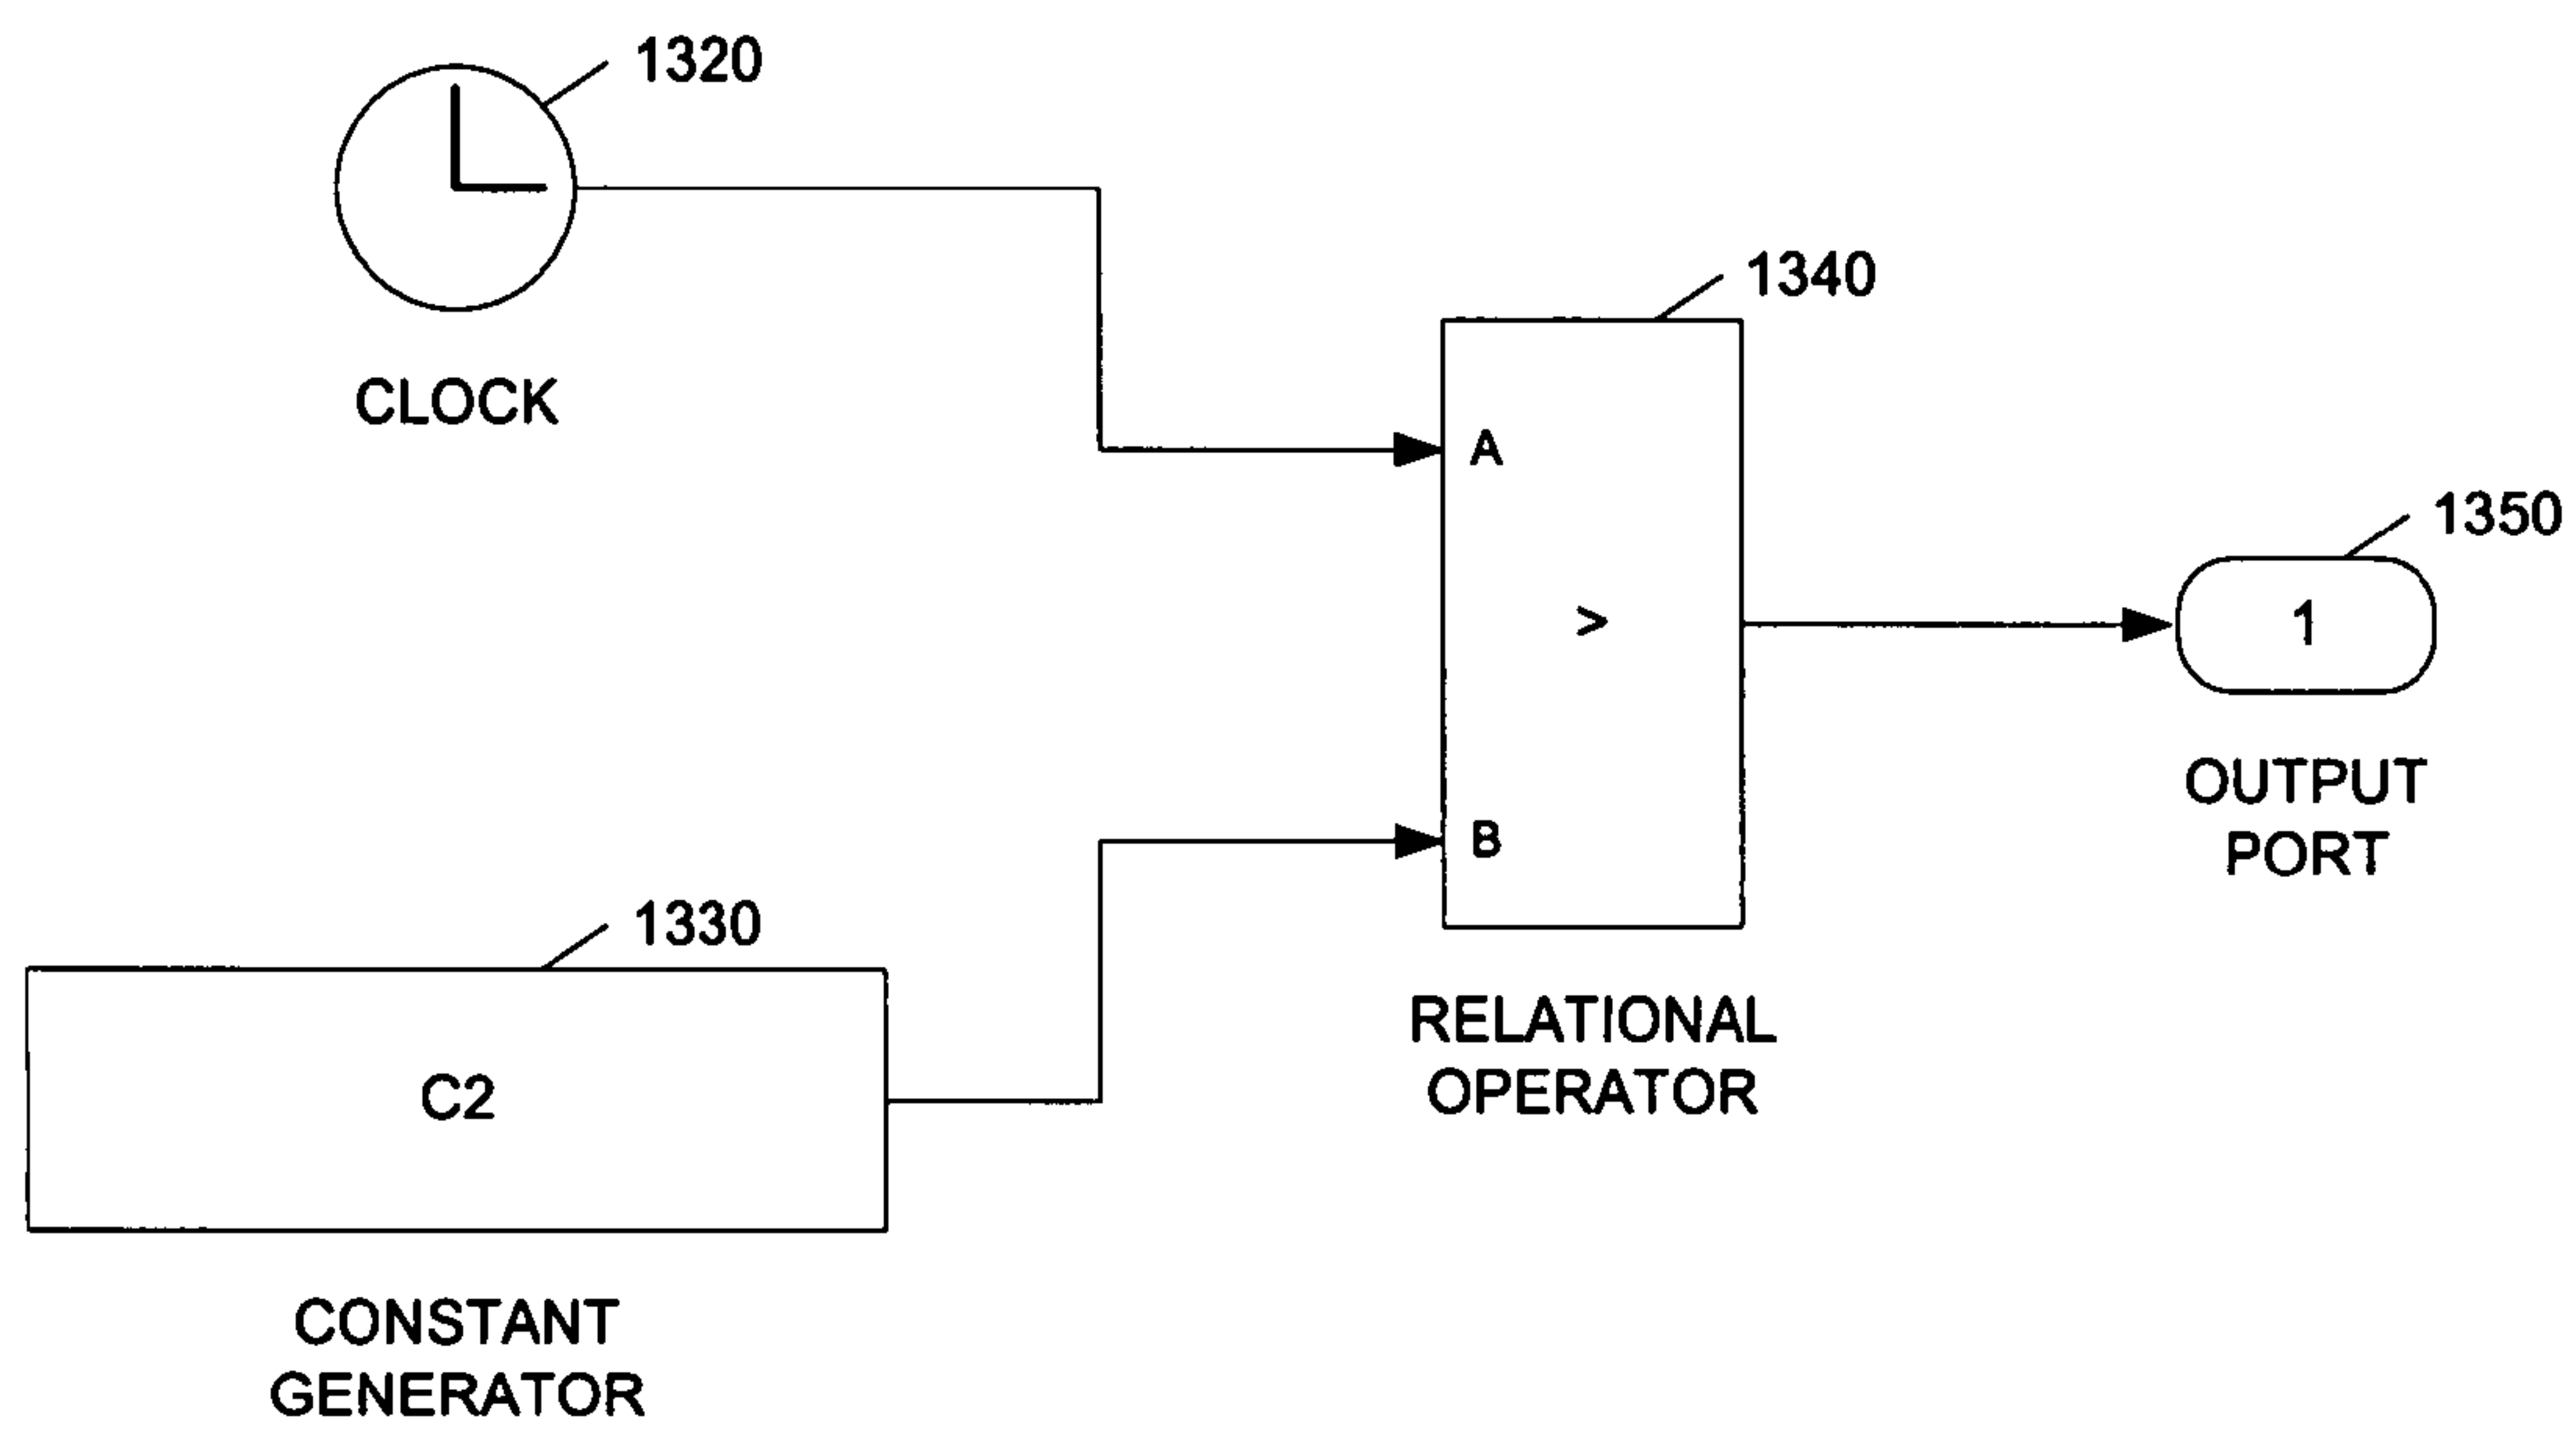 1320
CLOCK
1340
A
>
B
1350
1
OUTPUT
PORT
1330
C2
CONSTANT
GENERATOR
RELATIONAL
OPERATOR